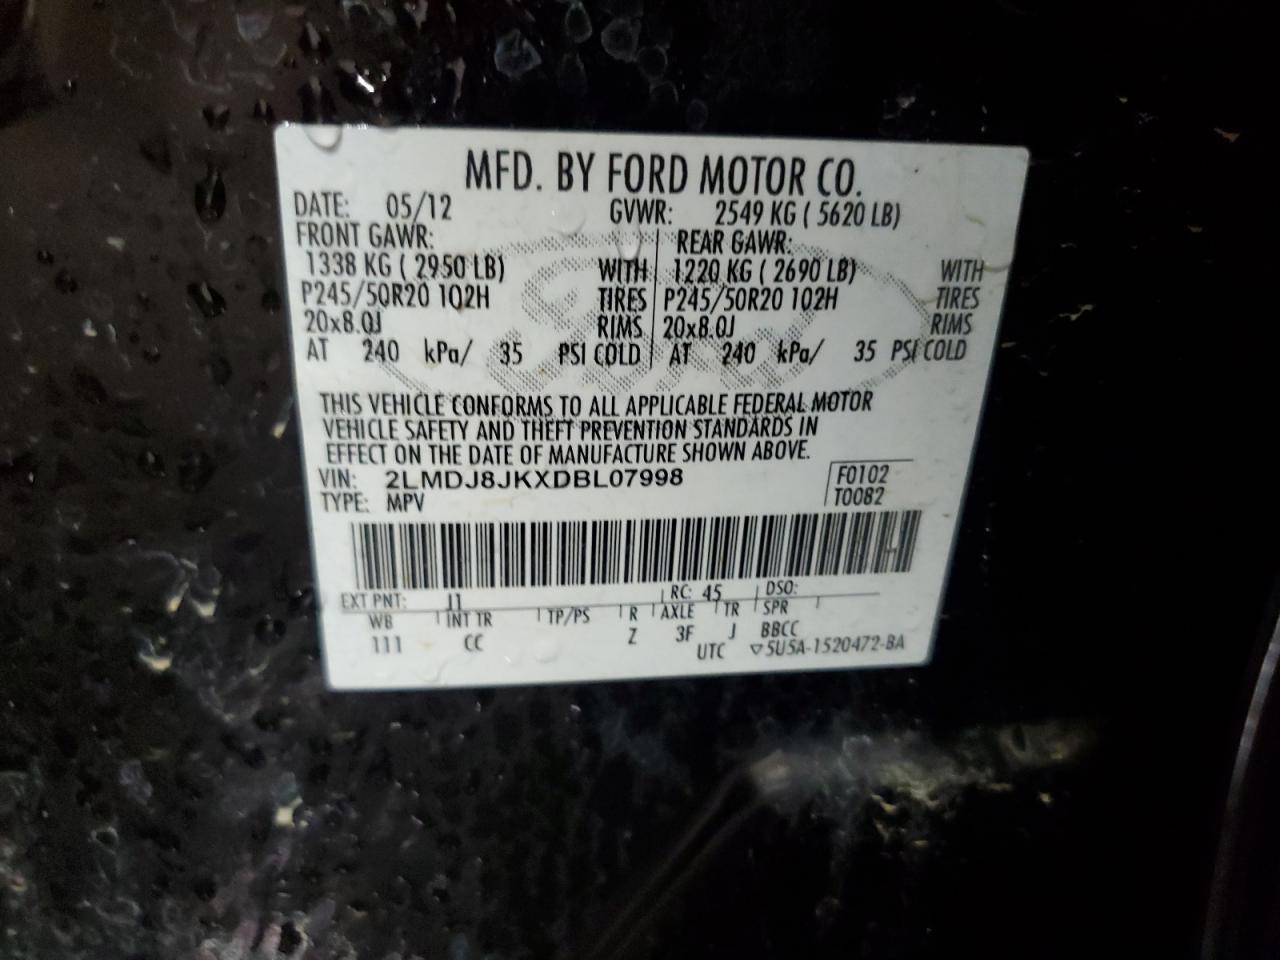 MFD. BY FORD MOTOR CO.
DATE: 05/12 GVWR: 2549 KG ( 5620 LB)
FRONT GAWR: REAR GAWR:
1338 KG ( 2950 LB) WITH 1220 KG ( 2690 LB) WITH
P245/50R20 102H TIRES P245/50R20 102H TIRES
20x8.0J RIMS 20x8.0J RIMS
AT 240 kPa/ 35 PSI COLD AT 240 kPa/ 35 PSI COLD
THIS VEHICLE CONFORMS TO ALL APPLICABLE FEDERAL MOTOR
VEHICLE SAFETY AND THEFT PREVENTION STANDARDS IN
EFFECT ON THE DATE OF MANUFACTURE SHOWN ABOVE.
VIN: 2LMDJ8JKXDBL07998 F0102
TYPE: MPV T0082
EXT PNT: J1 RC: 45 DSO:
WB INT TR TP/PS R AXLE TR SPR
111 CC Z 3F J BBCC
UTC ▽5U5A-1520472-BA
Ford